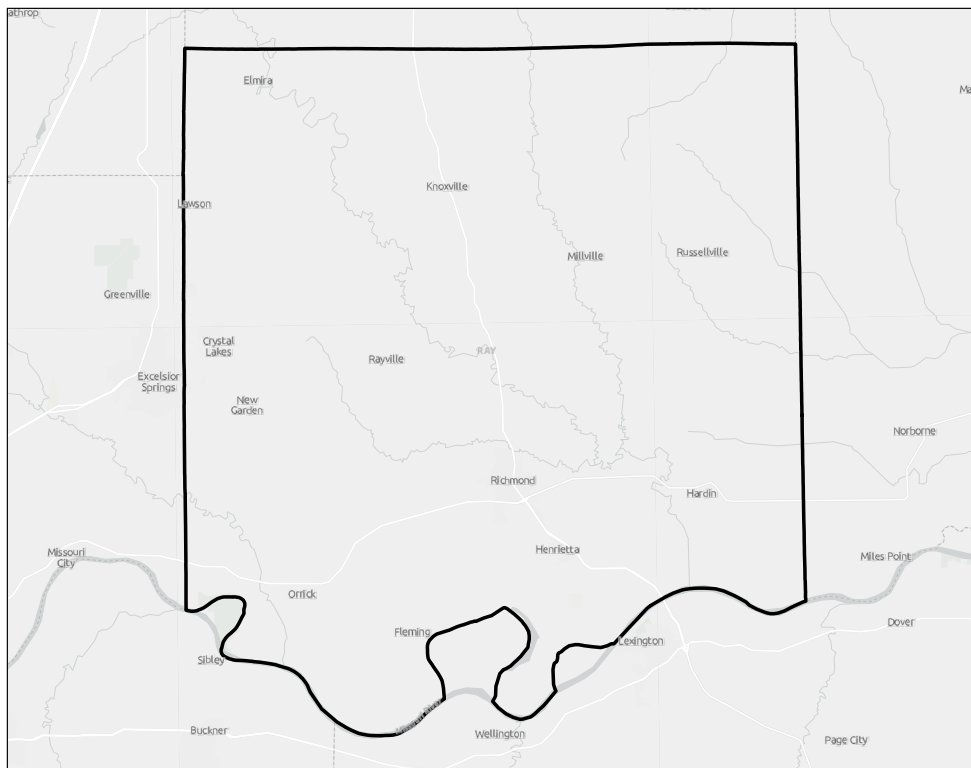 Elmira
Lawson
Knoxville
Millville
Russellville
Greenville
Crystal
Lakes
RAY
Rayville
Excelsior
Springs
New
Garden
Norborne
Richmond
Hardin
Missouri
City
Henrietta
Miles Point
Orrick
Fleming
Dover
Lexington
Sibley
Buckner
Wellington
Page City